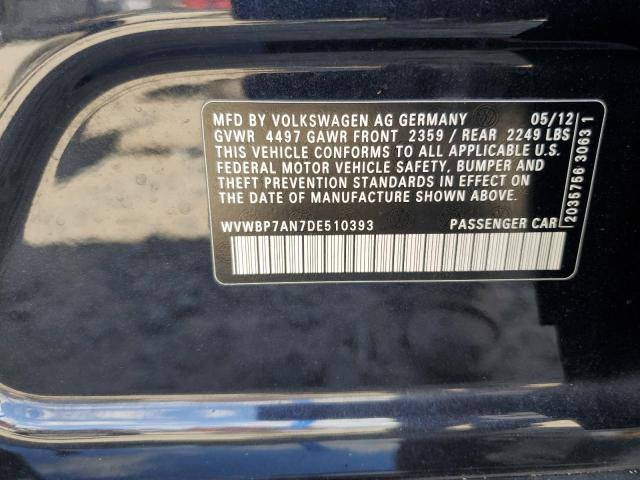 MFD BY VOLKSWAGEN AG GERMANY 05/12
GVWR 4497 GAWR FRONT 2359 / REAR 2249 LBS
THIS VEHICLE CONFORMS TO ALL APPLICABLE U.S.
FEDERAL MOTOR VEHICLE SAFETY, BUMPER AND
THEFT PREVENTION STANDARDS IN EFFECT ON
THE DATE OF MANUFACTURE SHOWN ABOVE.
WVWBP7AN7DE510393 PASSENGER CAR
2035756 3063 1